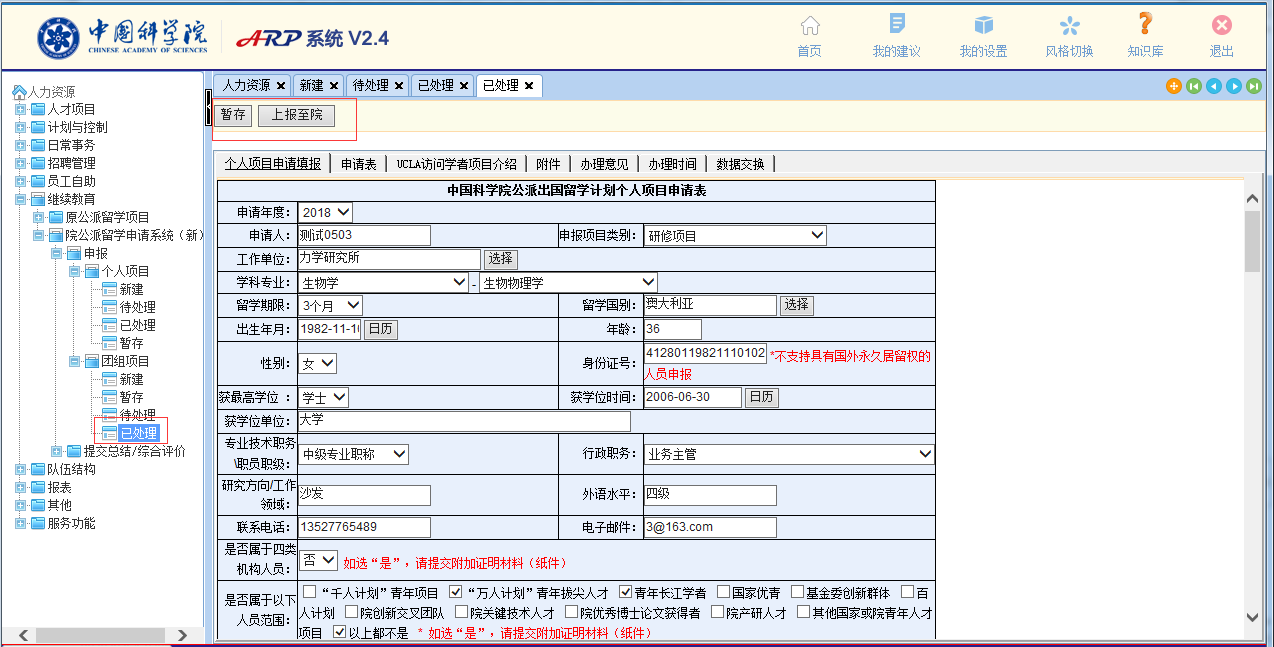 中国科学院
CHINESE ACADEMY OF SCIENCES
ARP 系统 V2.4
首页 我的建议 我的设置 风格切换 知识库 退出
人力资源
人才项目
计划与控制
日常事务
招聘管理
员工自助
继续教育
原公派留学项目
院公派留学申请系统（新）
申报
个人项目
新建
待处理
已处理
暂存
团组项目
新建
暂存
待处理
已处理
提交总结/综合评价
队伍结构
报表
其他
服务功能
人力资源 新建 待处理 已处理 已处理
暂存 上报至院
个人项目申请填报 申请表 UCLA访问学者项目介绍 附件 办理意见 办理时间 数据交换
中国科学院公派出国留学计划个人项目申请表
申请年度： 2018
申请人： 测试0503 申报项目类别： 研修项目
工作单位： 力学研究所 选择
学科专业： 生物学 - 生物物理学
留学期限： 3个月 留学国别： 澳大利亚 选择
出生年月： 1982-11-1 日历 年龄： 36
性别： 女 身份证号： 41280119821110102 *不支持具有国外永久居留权的
人员申报
获最高学位 ： 学士 获学位时间： 2006-06-30 日历
获学位单位： 大学
专业技术职务
\职员职级： 中级专业职称 行政职务： 业务主管
研究方向/工作
领域： 沙发 外语水平： 四级
联系电话： 13527765489 电子邮件： 3@163.com
是否属于四类
机构人员： 否 如选“是”，请提交附加证明材料（纸件）
是否属于以下
人员范围： “千人计划”青年项目 “万人计划”青年拔尖人才 青年长江学者 国家优青 基金委创新群体 百
人计划 院创新交叉团队 院关键技术人才 院优秀博士论文获得者 院产研人才 其他国家或院青年人才
项目 以上都不是 * 如选“是”，请提交附加证明材料（纸件）